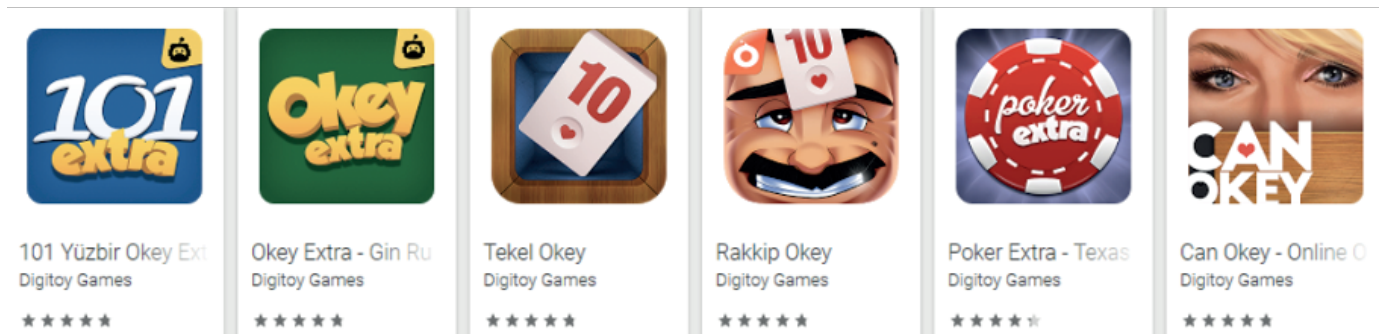 101
extra
Okey
extra
10
10
poker
extra
CAN
OKEY
101 Yüzbir Okey Ext
Digitoy Games
Okey Extra - Gin Ru
Digitoy Games
Tekel Okey
Digitoy Games
Rakkip Okey
Digitoy Games
Poker Extra - Texas
Digitoy Games
Can Okey - Online O
Digitoy Games